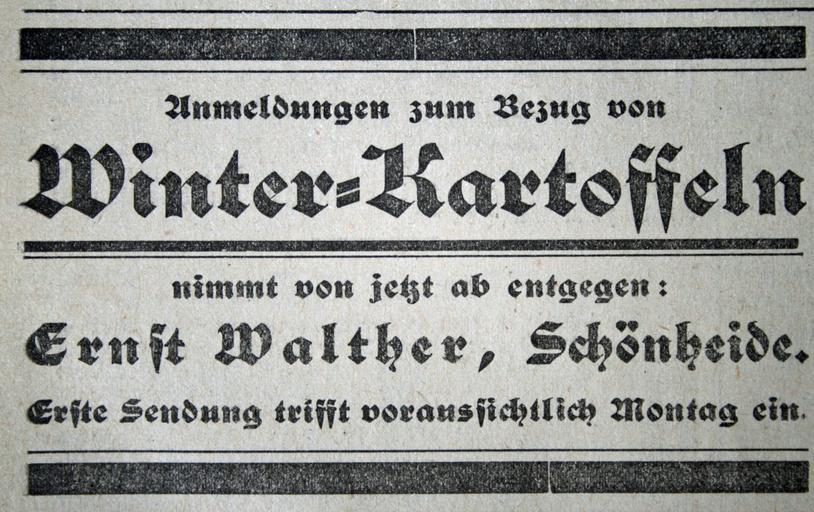 Anmeldungen zum Bezug von
Winter-Kartoffeln
nimmt von jetzt ab entgegen:
Ernst Walther, Schönheide.
Erste Sendung trifft voraussichtlich Montag ein.